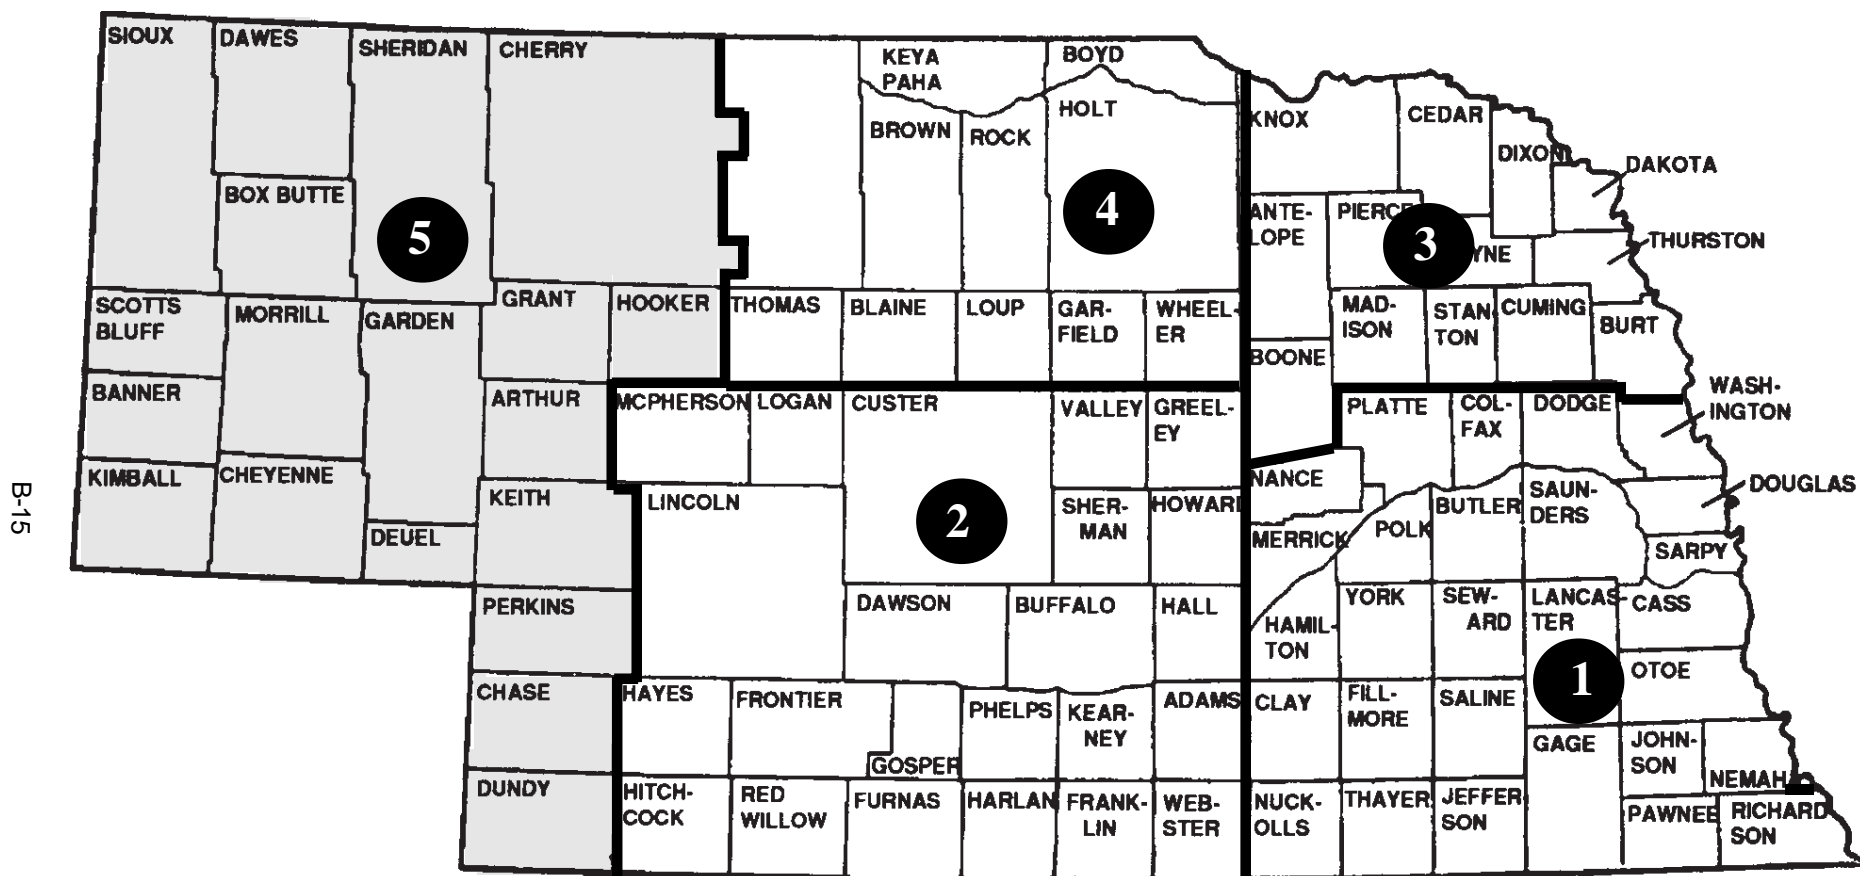 SIOUX
DAWES
SHERIDAN
CHERRY
KEYA
PAHA
BOYD
HOLT
BROWN
ROCK
KNOX
CEDAR
DIXON
DAKOTA
BOX BUTTE
5
4
ANTE-
LOPE
PIERCE
3
YNE
THURSTON
SCOTTS
BLUFF
MORRILL
GARDEN
GRANT
HOOKER
THOMAS
BLAINE
LOUP
GAR-
FIELD
WHEEL-
ER
MAD-
ISON
STAN
TON
CUMING
BURT
BOONE
BANNER
ARTHUR
MCPHERSON
LOGAN
CUSTER
VALLEY
GREEL-
EY
PLATTE
COL-
FAX
DODGE
WASH-
INGTON
KIMBALL
CHEYENNE
KEITH
LINCOLN
2
SHER-
MAN
HOWARD
NANCE
MERRICK
POLK
BUTLER
SAUN-
DERS
DOUGLAS
SARPY
B-15
DEUEL
PERKINS
DAWSON
BUFFALO
HALL
HAMIL-
TON
YORK
SEW-
ARD
LANCAS-
TER
CASS
1
OTOE
CHASE
HAYES
FRONTIER
GOSPER
PHELPS
KEAR-
NEY
ADAMS
CLAY
FILL-
MORE
SALINE
GAGE
JOHN-
SON
NEMAHA
DUNDY
HITCH-
COCK
RED
WILLOW
FURNAS
HARLAN
FRANK-
LIN
WEB-
STER
NUCK-
OLLS
THAYER
JEFFER
SON
PAWNEE
RICHARD
SON